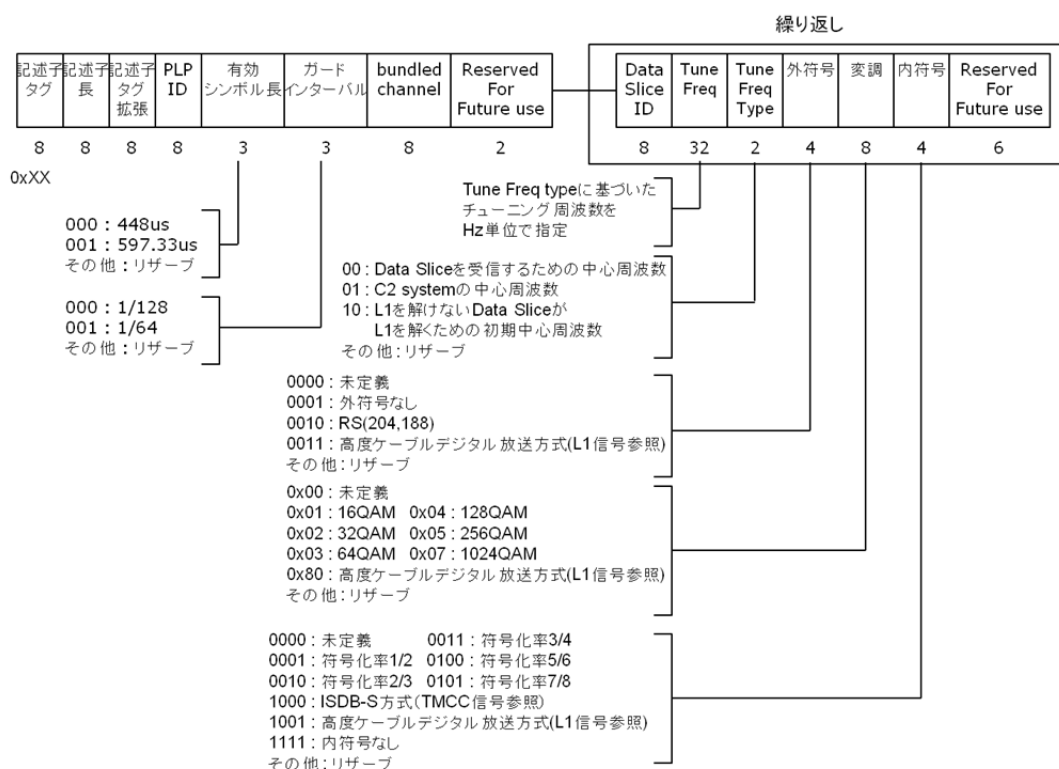 繰り返し
記述子
タグ
記述子
長
記述子
タグ
拡張
PLP
ID
有効
シンボル長
ガード
インターバル
bundled
channel
Reserved
For
Future use
Data
Slice
ID
Tune
Freq
Tune
Freq
Type
外符号
変調
内符号
Reserved
For
Future use
8 8 8 8 3 3 8 2 8 32 2 4 8 4 6
0xXX
000 : 448us
001 : 597.33us
その他 : リザーブ
000 : 1/128
001 : 1/64
その他 : リザーブ
Tune Freq typeに基づいた
チューニング周波数を
Hz単位で指定
00 : Data Sliceを受信するための中心周波数
01 : C2 systemの中心周波数
10 : L1を解けないData Sliceが
L1を解くための初期中心周波数
その他 : リザーブ
0000 : 未定義
0001 : 外符号なし
0010 : RS(204,188)
0011 : 高度ケーブルデジタル放送方式(L1信号参照)
その他 : リザーブ
0x00 : 未定義
0x01 : 16QAM 0x04 : 128QAM
0x02 : 32QAM 0x05 : 256QAM
0x03 : 64QAM 0x07 : 1024QAM
0x80 : 高度ケーブルデジタル放送方式(L1信号参照)
その他 : リザーブ
0000 : 未定義 0011 : 符号化率3/4
0001 : 符号化率1/2 0100 : 符号化率5/6
0010 : 符号化率2/3 0101 : 符号化率7/8
1000 : ISDB-S方式(TMCC信号参照)
1001 : 高度ケーブルデジタル放送方式(L1信号参照)
1111 : 内符号なし
その他 : リザーブ